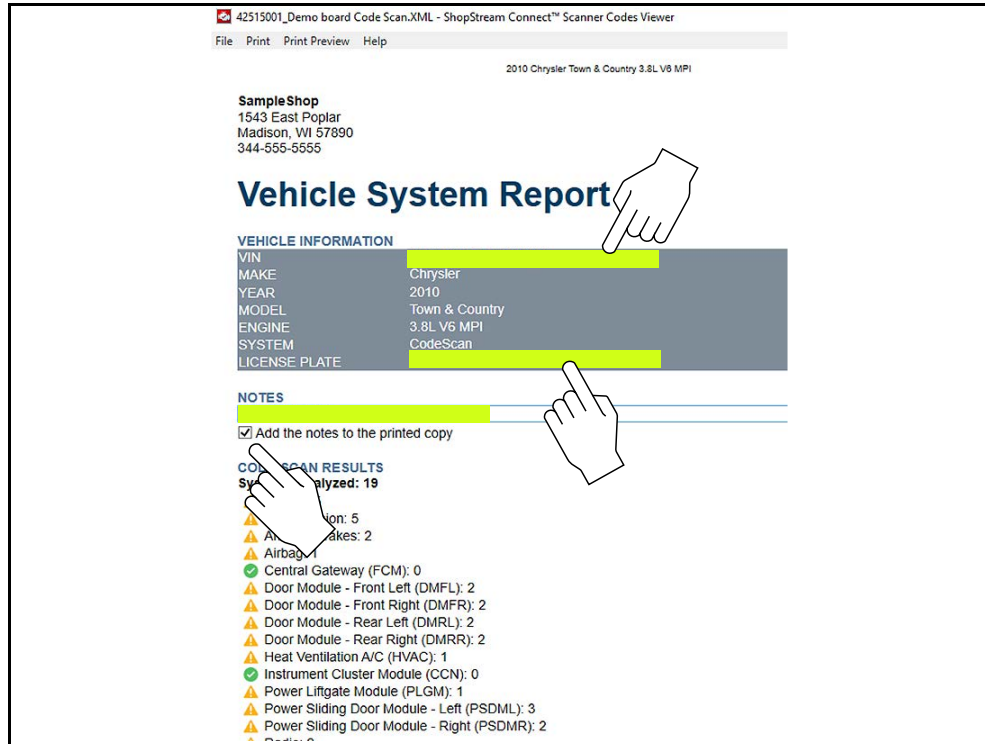 42515001_Demo board Code Scan.XML - ShopStream Connect™ Scanner Codes Viewer
File Print Print Preview Help
2010 Chrysler Town & Country 3.8L V6 MPI
SampleShop
1543 East Poplar
Madison, WI 57890
344-555-5555
Vehicle System Report
VEHICLE INFORMATION
VIN
MAKE Chrysler
YEAR 2010
MODEL Town & Country
ENGINE 3.8L V6 MPI
SYSTEM CodeScan
LICENSE PLATE
NOTES
Add the notes to the printed copy
SCAN RESULTS
19
5
2
Airbag
Central Gateway (FCM): 0
Door Module - Front Left (DMFL): 2
Door Module - Front Right (DMFR): 2
Door Module - Rear Left (DMRL): 2
Door Module - Rear Right (DMRR): 2
Heat Ventilation A/C (HVAC): 1
Instrument Cluster Module (CCN): 0
Power Liftgate Module (PLGM): 1
Power Sliding Door Module - Left (PSDML): 3
Power Sliding Door Module - Right (PSDMR): 2